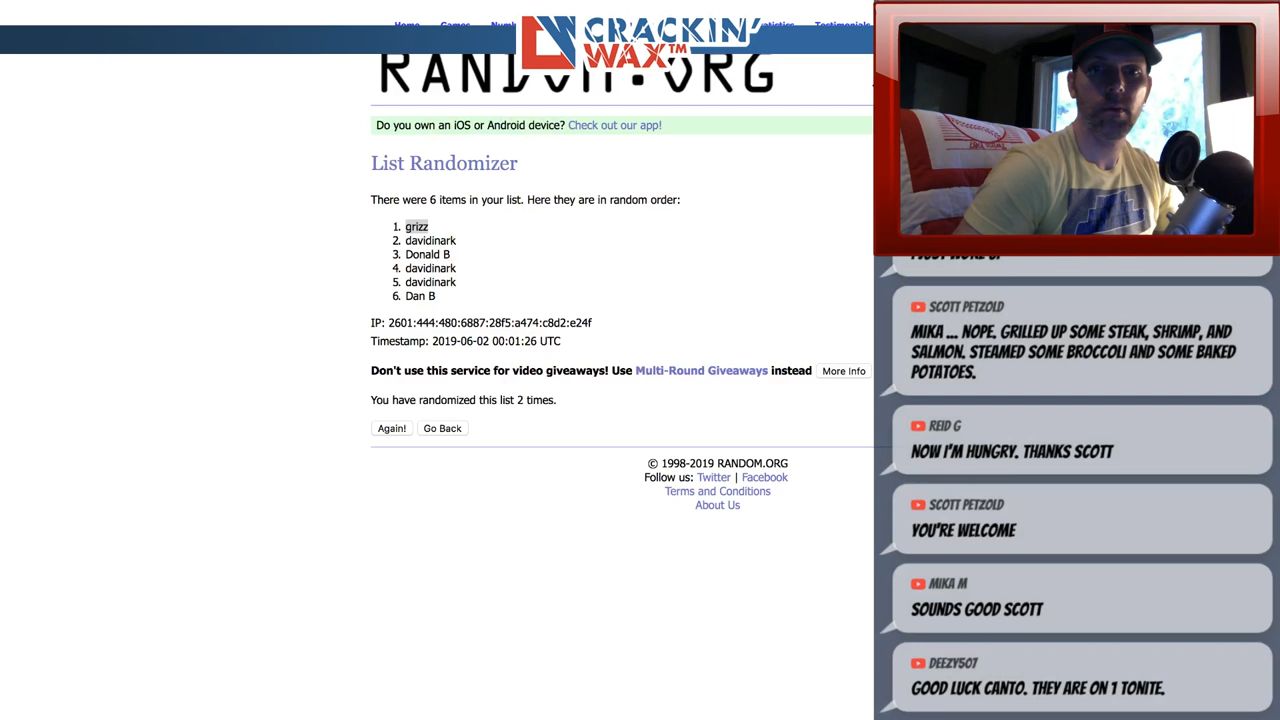 Home Games
CRACKIN'
WAX™
Testimonials
RANDOM.ORG
Do you own an iOS or Android device? Check out our app!
List Randomizer
There were 6 items in your list. Here they are in random order:
1. grizz
2. davidinark
3. Donald B
4. davidinark
5. davidinark
6. Dan B
IP: 2601:444:480:6887:28f5:a474:c8d2:e24f
Timestamp: 2019-06-02 00:01:26 UTC
Don't use this service for video giveaways! Use Multi-Round Giveaways instead More Info
You have randomized this list 2 times.
Again! Go Back
© 1998-2019 RANDOM.ORG
Follow us: Twitter | Facebook
Terms and Conditions
About Us
SCOTT PETZOLD
MIKA ... NOPE. GRILLED UP SOME STEAK, SHRIMP, AND
SALMON. STEAMED SOME BROCCOLI AND SOME BAKED
POTATOES.
REID G
NOW I'M HUNGRY. THANKS SCOTT
SCOTT PETZOLD
YOU'RE WELCOME
MIKA M
SOUNDS GOOD SCOTT
DEEZY507
GOOD LUCK CANTO. THEY ARE ON 1 TONITE.